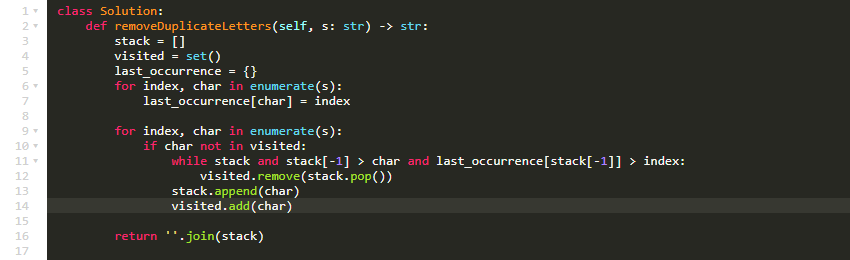 1 class Solution:
2     def removeDuplicateLetters(self, s: str) -> str:
3         stack = []
4         visited = set()
5         last_occurrence = {}
6         for index, char in enumerate(s):
7             last_occurrence[char] = index
8
9         for index, char in enumerate(s):
10             if char not in visited:
11                 while stack and stack[-1] > char and last_occurrence[stack[-1]] > index:
12                     visited.remove(stack.pop())
13                 stack.append(char)
14                 visited.add(char)
15
16         return ''.join(stack)
17